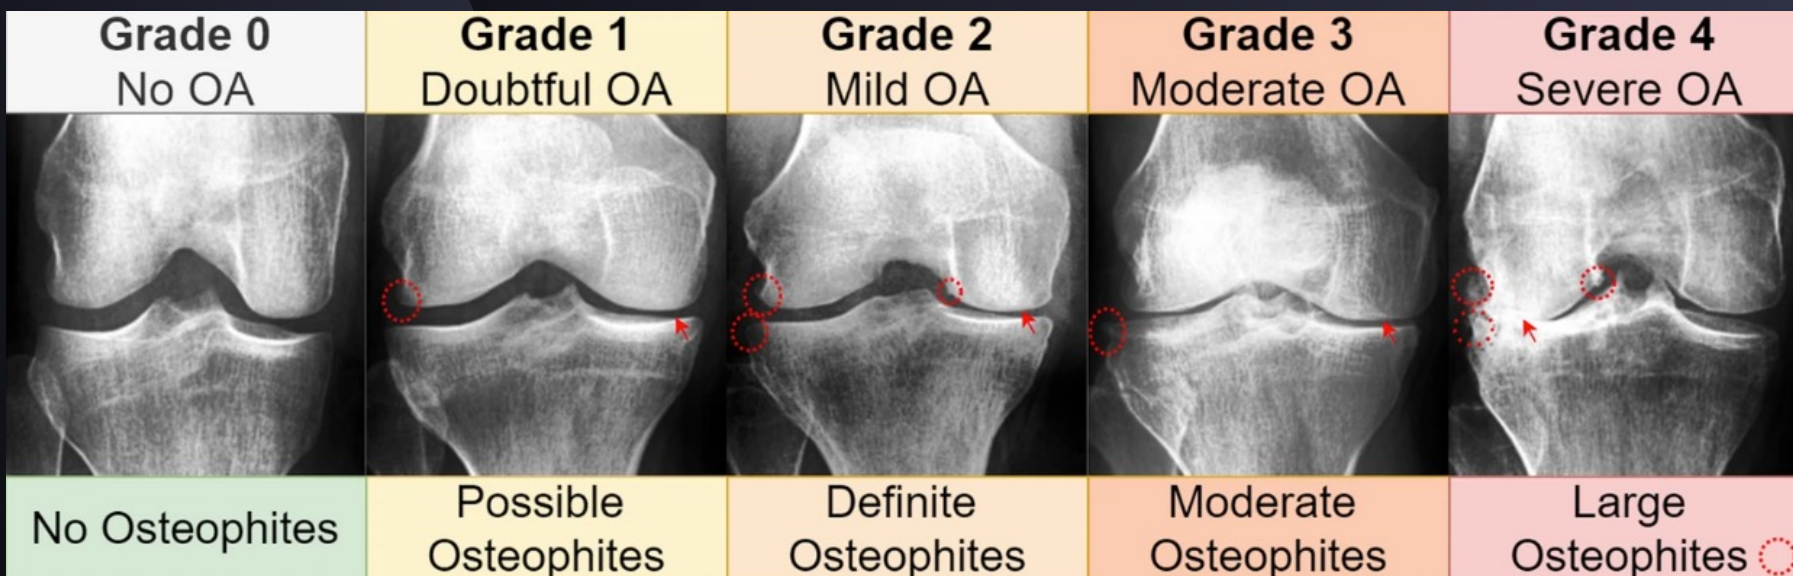 Grade 0
No OA
Grade 1
Doubtful OA
Grade 2
Mild OA
Grade 3
Moderate OA
Grade 4
Severe OA
No Osteophites
Possible
Osteophites
Definite
Osteophites
Moderate
Osteophites
Large
Osteophites